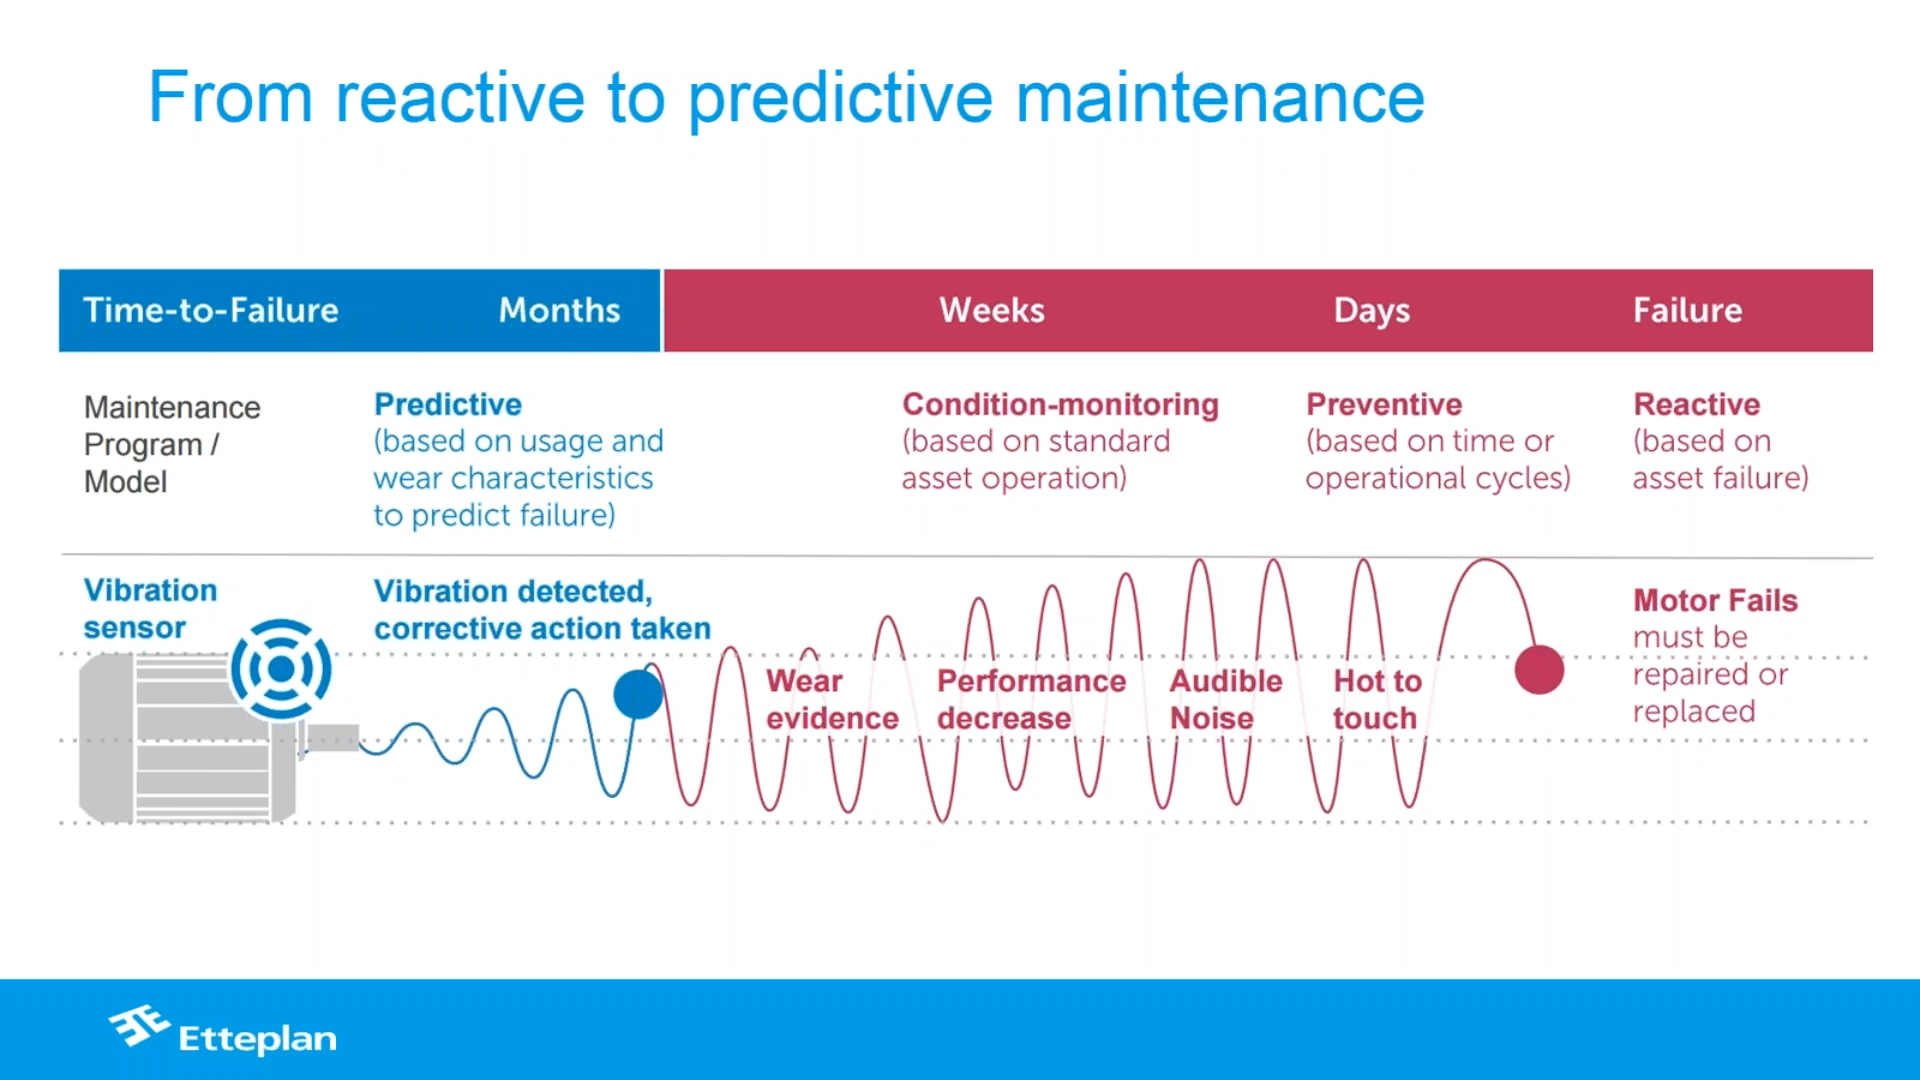 From reactive to predictive maintenance
Time-to-Failure Months Weeks Days Failure
Maintenance
Program /
Model
Predictive
(based on usage and
wear characteristics
to predict failure)
Condition-monitoring
(based on standard
asset operation)
Preventive
(based on time or
operational cycles)
Reactive
(based on
asset failure)
Vibration
sensor
Vibration detected,
corrective action taken
Wear
evidence
Performance
decrease
Audible
Noise
Hot to
touch
Motor Fails
must be
repaired or
replaced
Etteplan